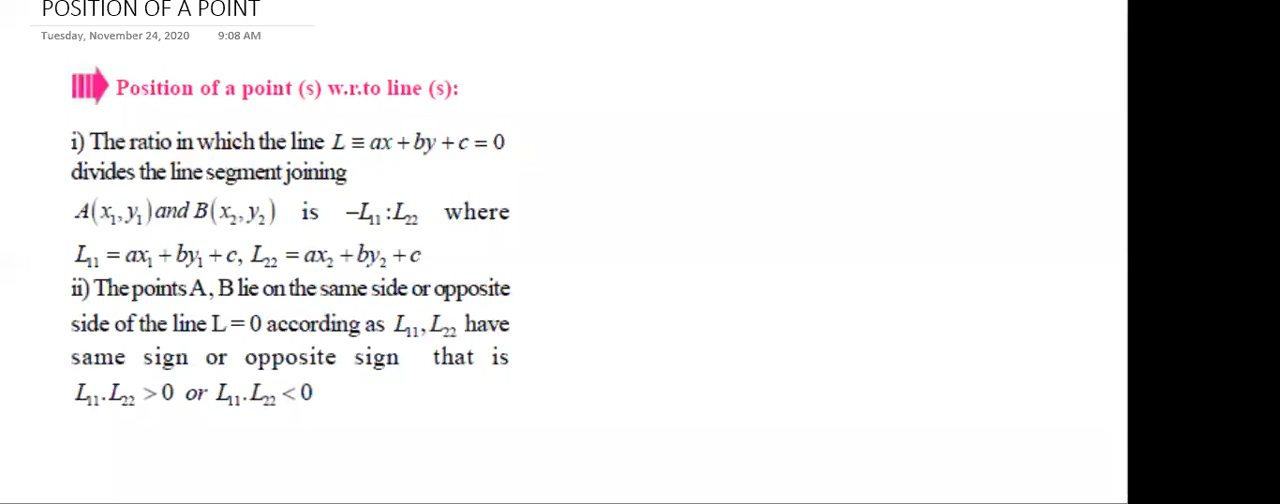 POSITION OF A POINT
Tuesday, November 24, 2020 9:08 AM
Position of a point (s) w.r.to line (s):
i) The ratio in which the line L ≡ ax + by + c = 0
divides the line segment joining
A(x₁, y₁) and B(x₂, y₂) is –L₁₁ : L₂₂ where
L₁₁ = ax₁ + by₁ + c, L₂₂ = ax₂ + by₂ + c
ii) The points A, B lie on the same side or opposite
side of the line L = 0 according as L₁₁, L₂₂ have
same sign or opposite sign that is
L₁₁.L₂₂ > 0 or L₁₁.L₂₂ < 0